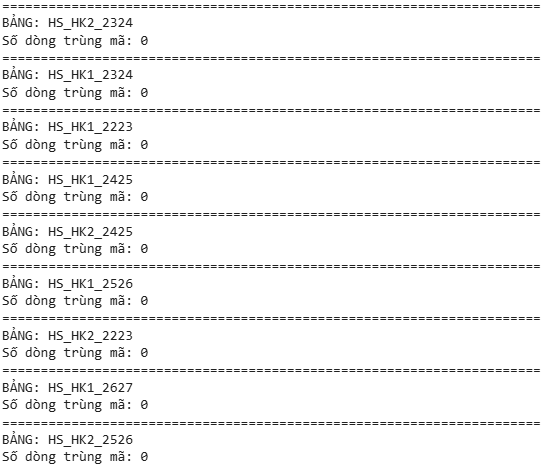 ======================================================================
BẢNG: HS_HK2_2324
Số dòng trùng mã: 0
======================================================================
BẢNG: HS_HK1_2324
Số dòng trùng mã: 0
======================================================================
BẢNG: HS_HK1_2223
Số dòng trùng mã: 0
======================================================================
BẢNG: HS_HK1_2425
Số dòng trùng mã: 0
======================================================================
BẢNG: HS_HK2_2425
Số dòng trùng mã: 0
======================================================================
BẢNG: HS_HK1_2526
Số dòng trùng mã: 0
======================================================================
BẢNG: HS_HK2_2223
Số dòng trùng mã: 0
======================================================================
BẢNG: HS_HK1_2627
Số dòng trùng mã: 0
======================================================================
BẢNG: HS_HK2_2526
Số dòng trùng mã: 0